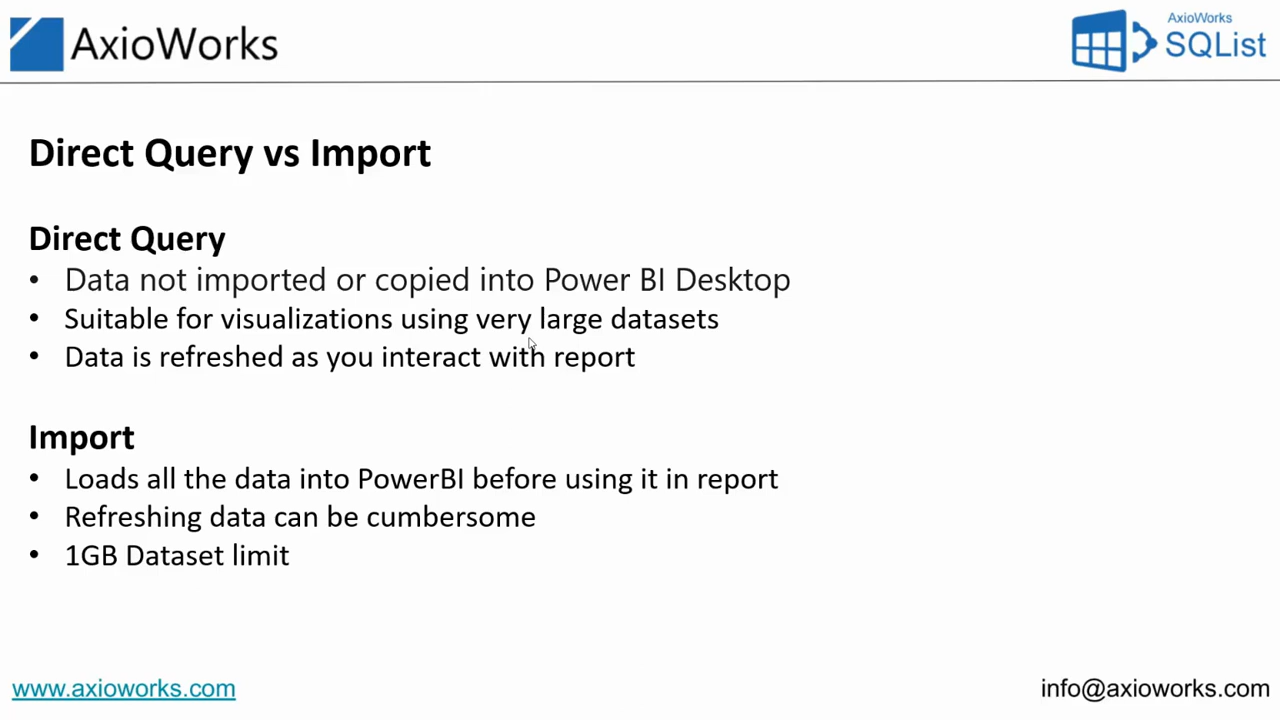 AxioWorks
AxioWorks
SQList
Direct Query vs Import
Direct Query
• Data not imported or copied into Power BI Desktop
• Suitable for visualizations using very large datasets
• Data is refreshed as you interact with report
Import
• Loads all the data into PowerBI before using it in report
• Refreshing data can be cumbersome
• 1GB Dataset limit
www.axioworks.com
info@axioworks.com